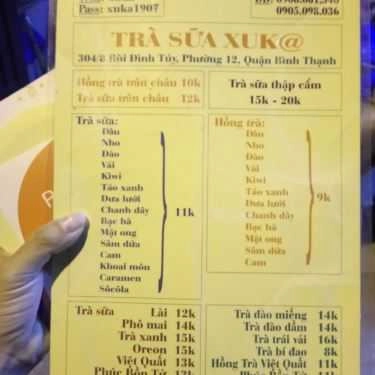 Pass: xuka1907
0905.098.036
TRÀ SỮA XUK@
304/8 Bùi Đình Túy, Phường 12, Quận Bình Thạnh
Hồng trà trân châu 10k
Trà sữa trân châu 12k
Trà sữa thập cẩm
15k - 20k
Trà sữa:
Dâu
Nho
Đào
Vải
Kiwi
Táo xanh
Dưa lưới
Chanh dây
Bạc hà
Mật ong
Sâm dứa
Cam
Khoai môn
Caramen
Sôcôla
11k
Hồng trà:
Dâu
Nho
Đào
Vải
Kiwi
Táo xanh
Dưa lưới
Chanh dây
Bạc hà
Mật ong
Sâm dứa
Cam
9k
Trà sữa Lài 12k
Phô mai 14k
Trà xanh 15k
Oreon 15k
Việt Quất 13k
Phúc Bồn Tử 13k
Trà đào miếng 14k
Trà đào dầm 14k
Trà trái vải 16k
Trà bí đao 8k
Hồng Trà Việt Quất 11k